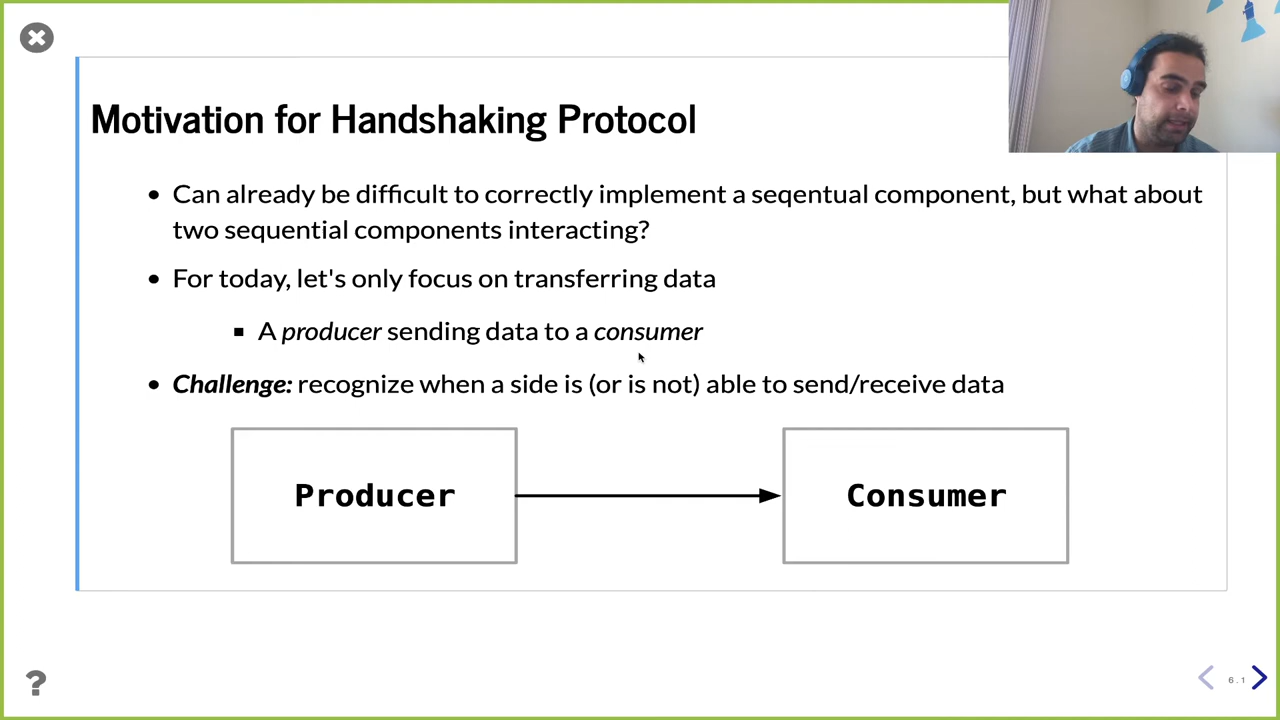 Motivation for Handshaking Protocol
• Can already be difficult to correctly implement a seqentual component, but what about
two sequential components interacting?
• For today, let's only focus on transferring data
▪ A producer sending data to a consumer
• Challenge: recognize when a side is (or is not) able to send/receive data
Producer
Consumer
?
6.1